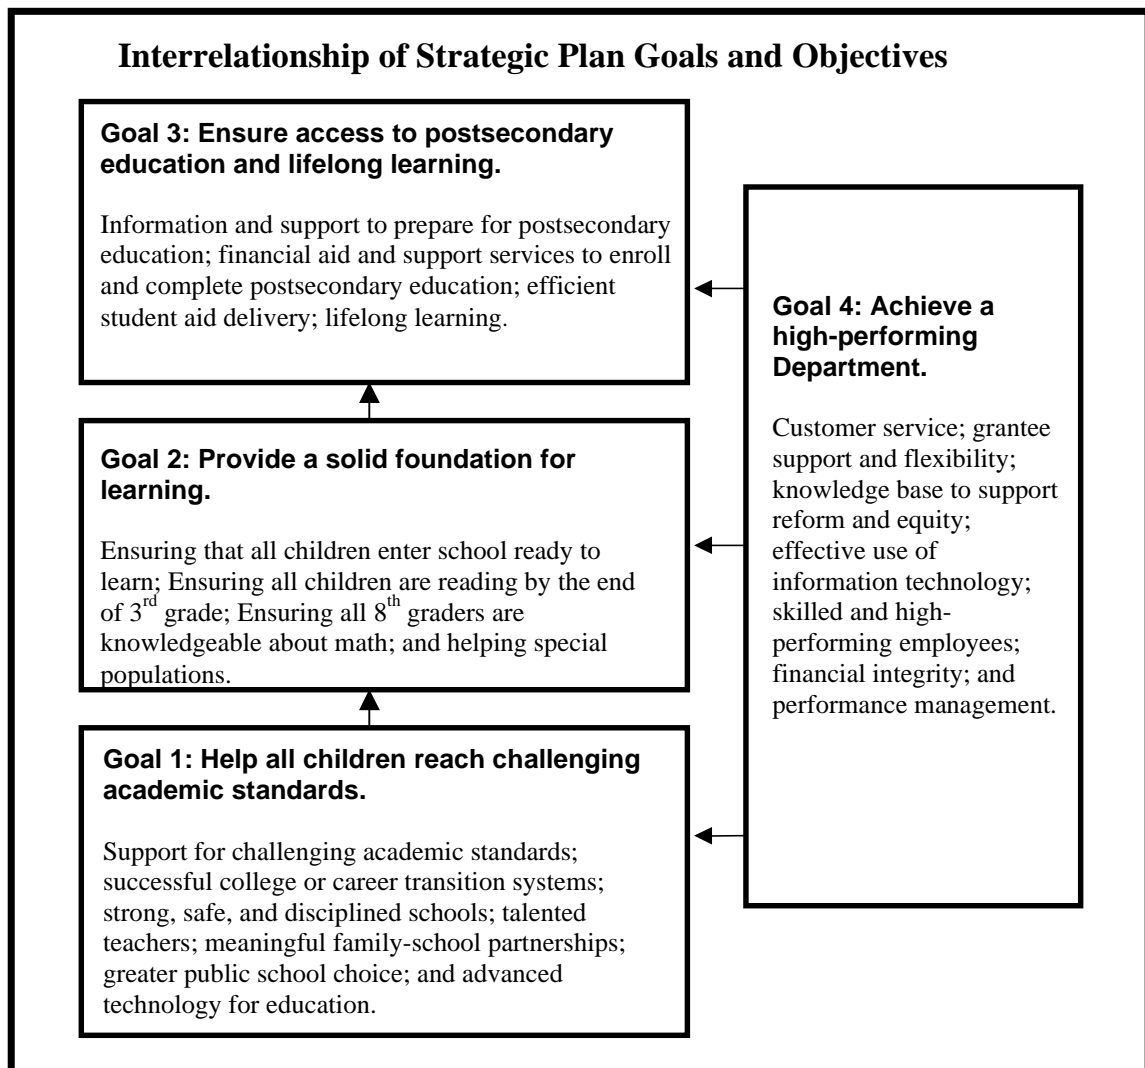 Interrelationship of Strategic Plan Goals and Objectives
Goal 3: Ensure access to postsecondary
education and lifelong learning.
Information and support to prepare for postsecondary
education; financial aid and support services to enroll
and complete postsecondary education; efficient
student aid delivery; lifelong learning.
Goal 2: Provide a solid foundation for
learning.
Ensuring that all children enter school ready to
learn; Ensuring all children are reading by the end
of 3rd grade; Ensuring all 8th graders are
knowledgeable about math; and helping special
populations.
Goal 1: Help all children reach challenging
academic standards.
Support for challenging academic standards;
successful college or career transition systems;
strong, safe, and disciplined schools; talented
teachers; meaningful family-school partnerships;
greater public school choice; and advanced
technology for education.
Goal 4: Achieve a
high-performing
Department.
Customer service; grantee
support and flexibility;
knowledge base to support
reform and equity;
effective use of
information technology;
skilled and high-
performing employees;
financial integrity; and
performance management.